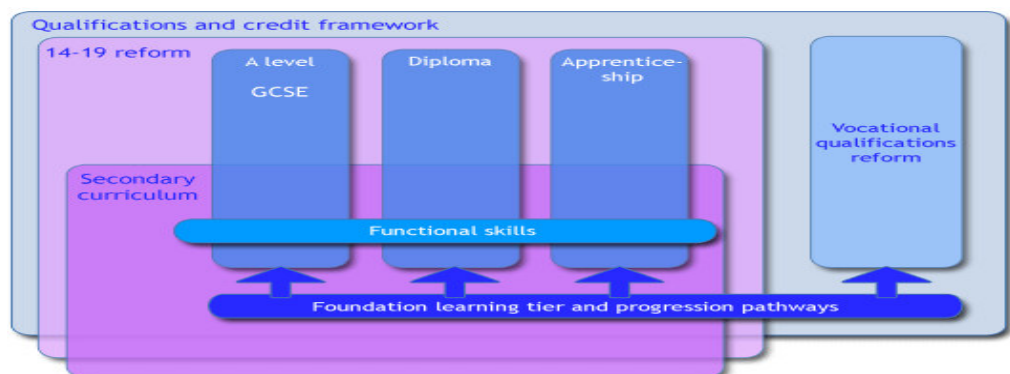 Qualifications and credit framework
14-19 reform
A level
GCSE
Diploma
Apprentice-
ship
Vocational
qualifications
reform
Secondary
curriculum
Functional skills
Foundation learning tier and progression pathways